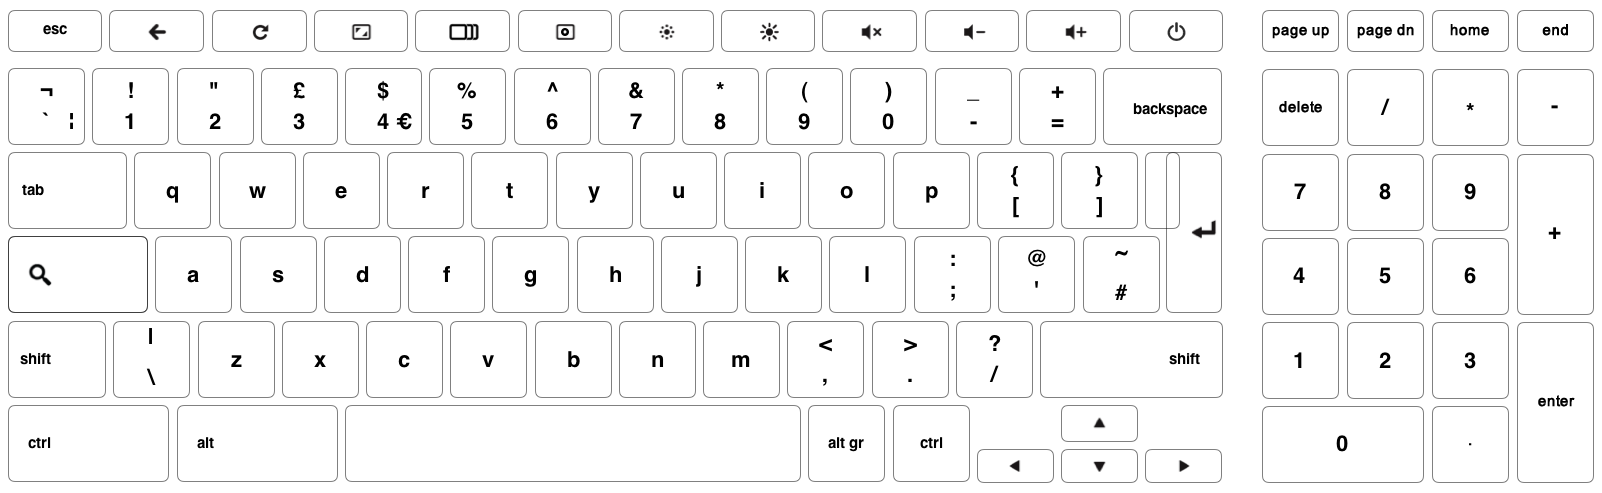 esc page up page dn home end
¬ ! " £ $ % ^ & * ( ) _ +
` ¦ 1 2 3 4 € 5 6 7 8 9 0 - = backspace delete / * -
tab q w e r t y u i o p { [ } ] 7 8 9 +
a s d f g h j k l : ; @ ' ~ # 4 5 6
shift | \ z x c v b n m < , > . ? / shift 1 2 3 enter
ctrl alt alt gr ctrl 0 .